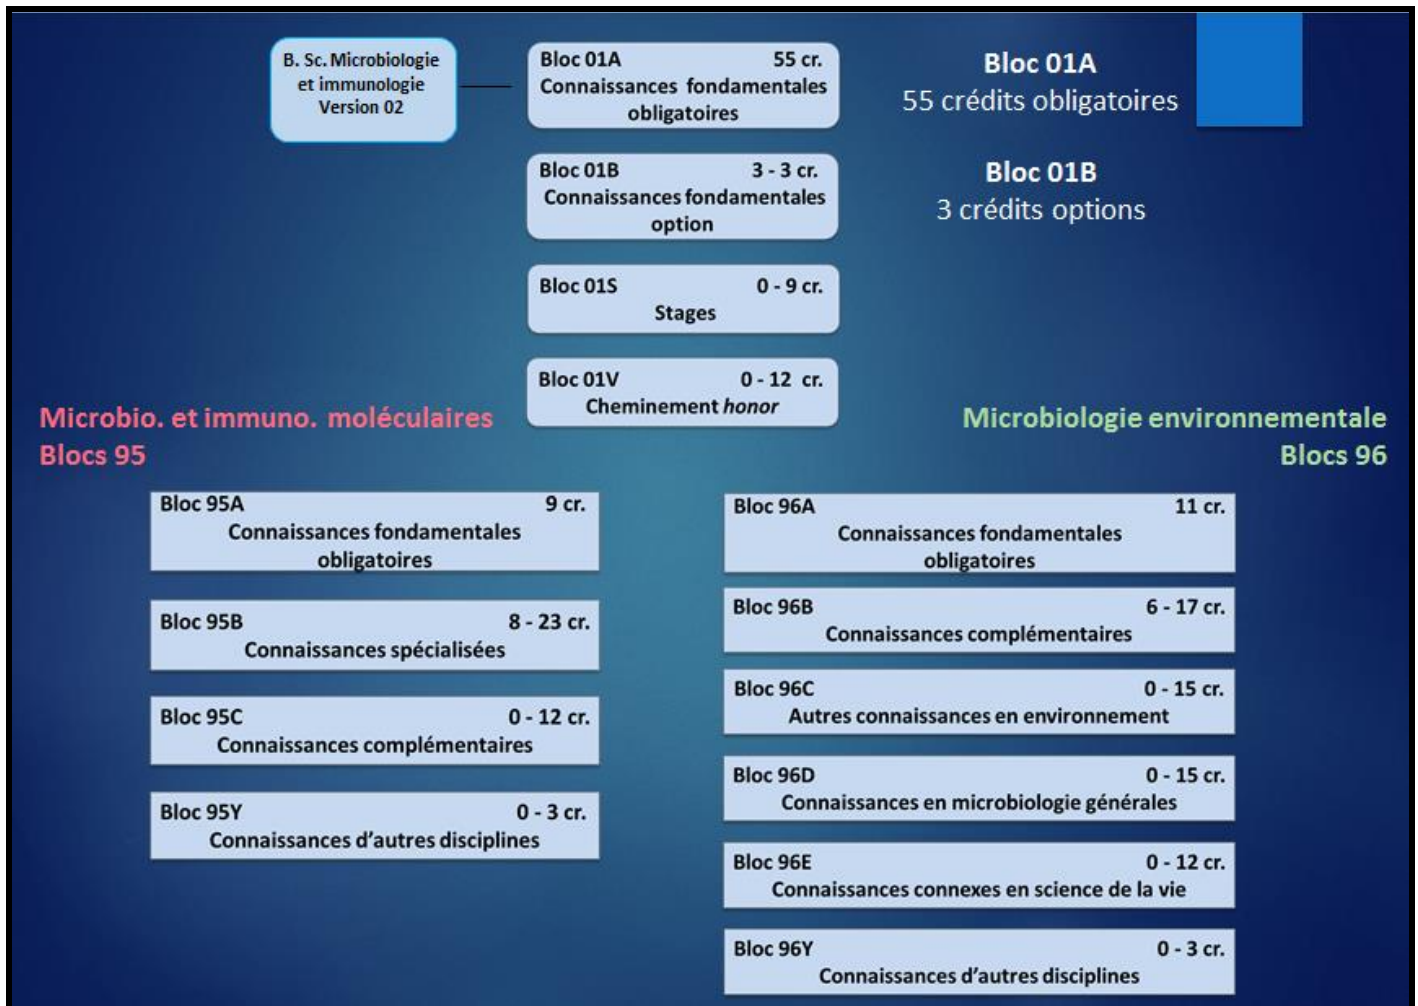 B. Sc. Microbiologie
et immunologie
Version 02
Bloc 01A 55 cr.
Connaissances fondamentales
obligatoires
Bloc 01A
55 crédits obligatoires
Bloc 01B 3 - 3 cr.
Connaissances fondamentales
option
Bloc 01B
3 crédits options
Bloc 01S 0 - 9 cr.
Stages
Bloc 01V 0 - 12 cr.
Cheminement honor
Microbio. et immuno. moléculaires
Blocs 95
Microbiologie environnementale
Blocs 96
Bloc 95A 9 cr.
Connaissances fondamentales
obligatoires
Bloc 95B 8 - 23 cr.
Connaissances spécialisées
Bloc 95C 0 - 12 cr.
Connaissances complémentaires
Bloc 95Y 0 - 3 cr.
Connaissances d'autres disciplines
Bloc 96A 11 cr.
Connaissances fondamentales
obligatoires
Bloc 96B 6 - 17 cr.
Connaissances complémentaires
Bloc 96C 0 - 15 cr.
Autres connaissances en environnement
Bloc 96D 0 - 15 cr.
Connaissances en microbiologie générales
Bloc 96E 0 - 12 cr.
Connaissances connexes en science de la vie
Bloc 96Y 0 - 3 cr.
Connaissances d'autres disciplines